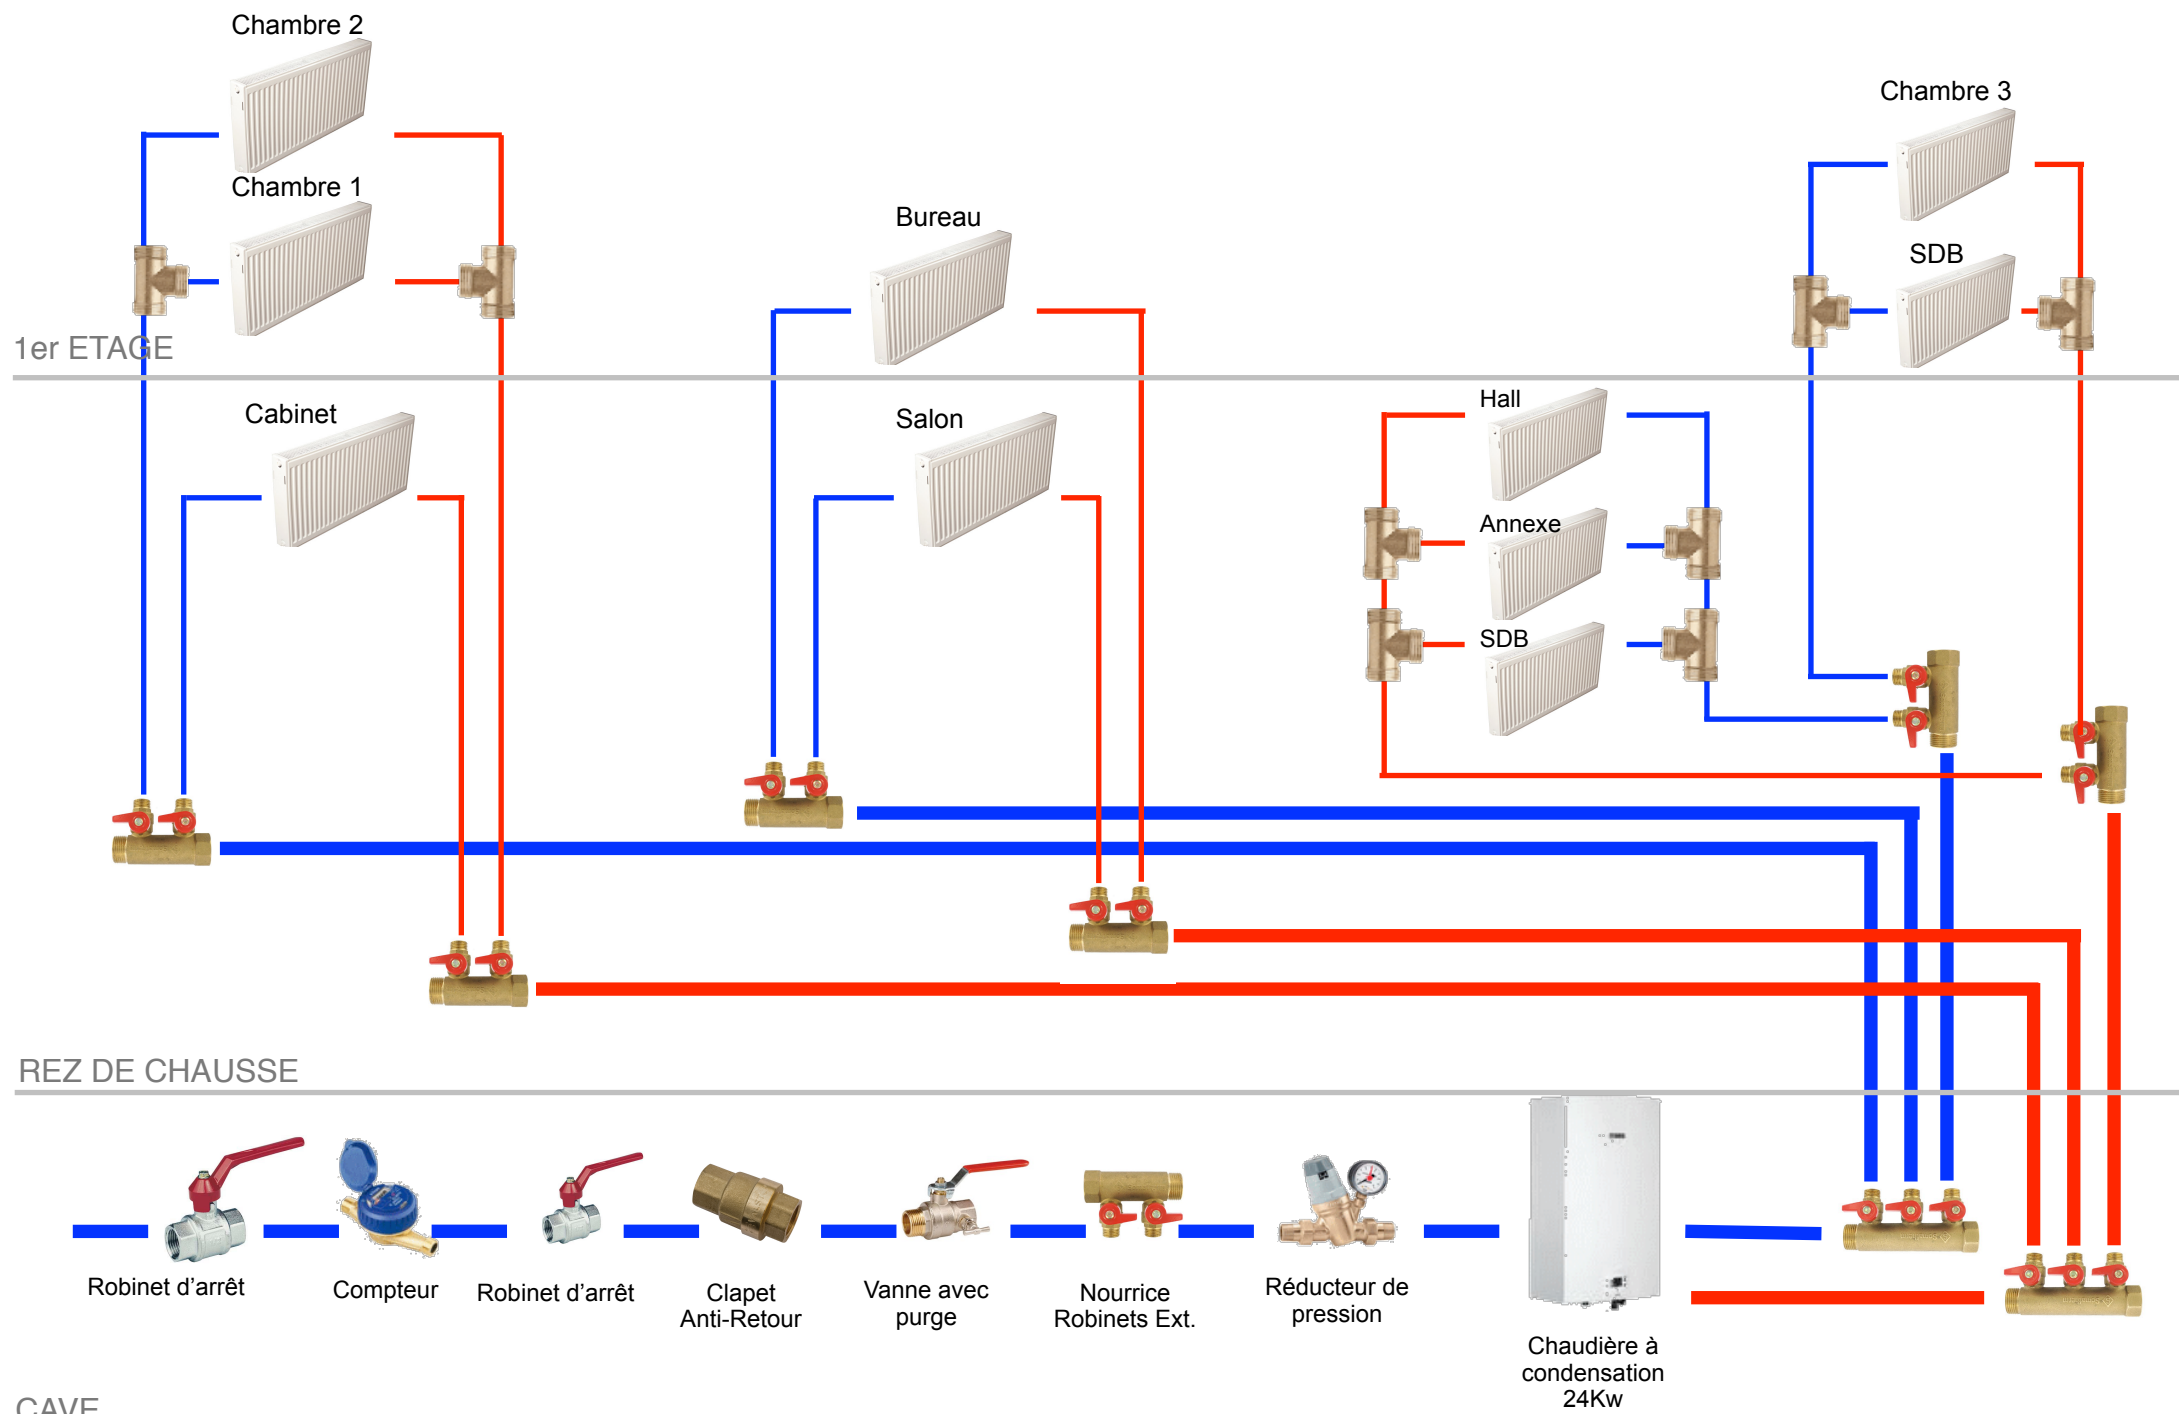 Chambre 2
Chambre 3
Chambre 1
Bureau
SDB
1er ETAGE
Cabinet
Salon
Hall
Annexe
SDB
REZ DE CHAUSSE
Robinet d'arrêt
Compteur
Robinet d'arrêt
Clapet
Anti-Retour
Vanne avec
purge
Nourrice
Robinets Ext.
Réducteur de
pression
Chaudière à
condensation
24Kw
CAVE